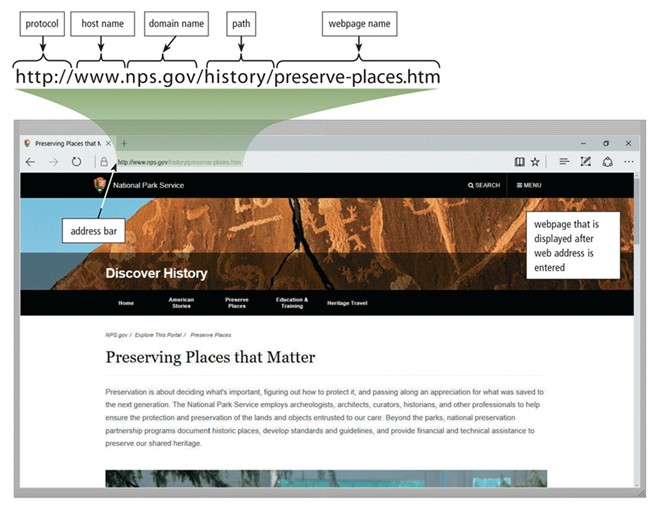 protocol
host name
domain name
path
webpage name
http://www.nps.gov/history/preserve-places.htm
Preserving Places that M
http://www.nps.gov/history/preserve-places.htm
National Park Service
SEARCH
MENU
address bar
webpage that is
displayed after
web address is
entered
Discover History
Home
American
Stories
Preserve
Places
Education &
Training
Heritage Travel
NPS.gov / Explore This Portal / Preserve Places
Preserving Places that Matter
Preservation is about deciding what's important, figuring out how to protect it, and passing along an appreciation for what was saved to
the next generation. The National Park Service employs archeologists, architects, curators, historians, and other professionals to help
ensure the protection and preservation of the lands and objects entrusted to our care. Beyond the parks, national preservation
partnership programs document historic places, develop standards and guidelines, and provide financial and technical assistance to
preserve our shared heritage.